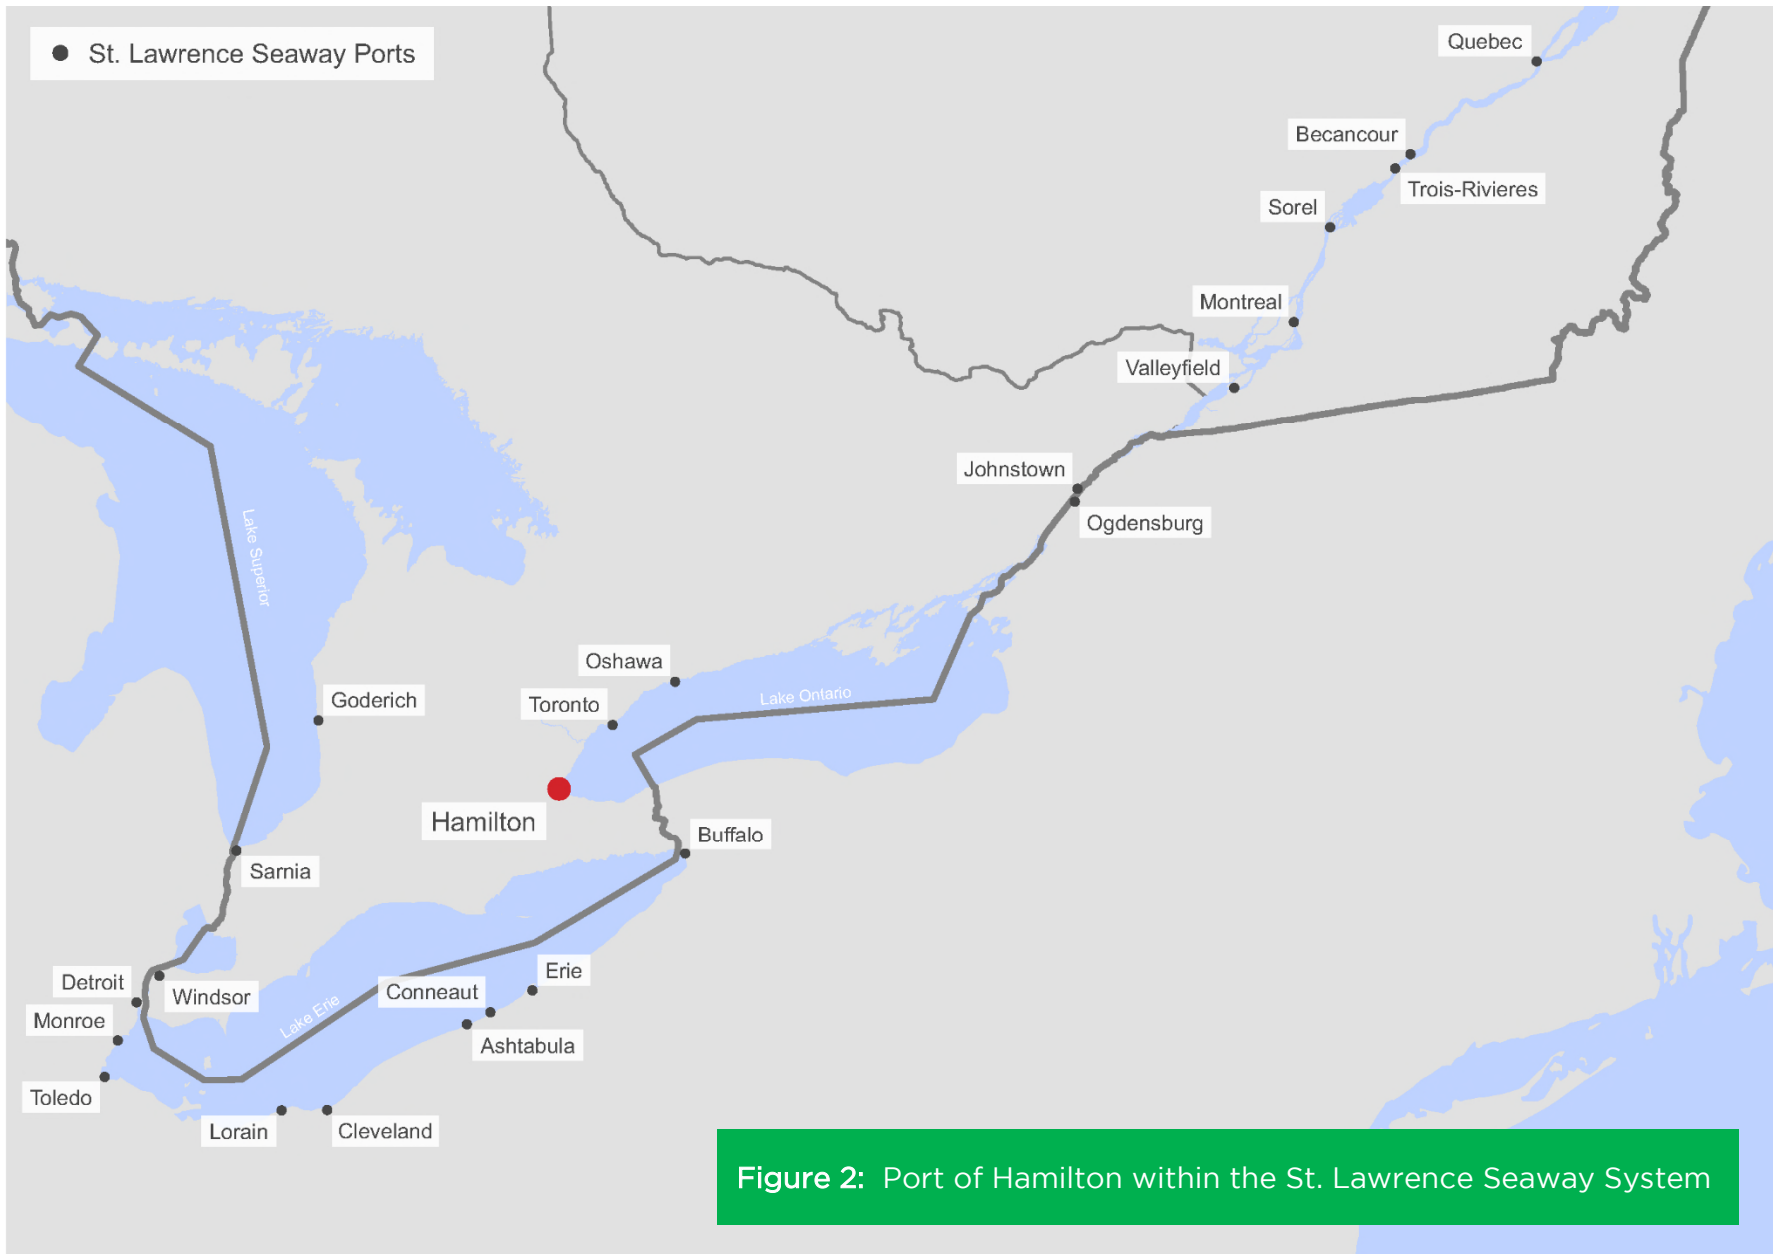 St. Lawrence Seaway Ports
Quebec
Becancour
Trois-Rivieres
Sorel
Montreal
Valleyfield
Johnstown
Ogdensburg
Lake Superior
Oshawa
Lake Ontario
Goderich
Toronto
Hamilton
Buffalo
Sarnia
Erie
Detroit
Windsor
Conneaut
Lake Erie
Monroe
Ashtabula
Toledo
Lorain
Cleveland
Figure 2: Port of Hamilton within the St. Lawrence Seaway System